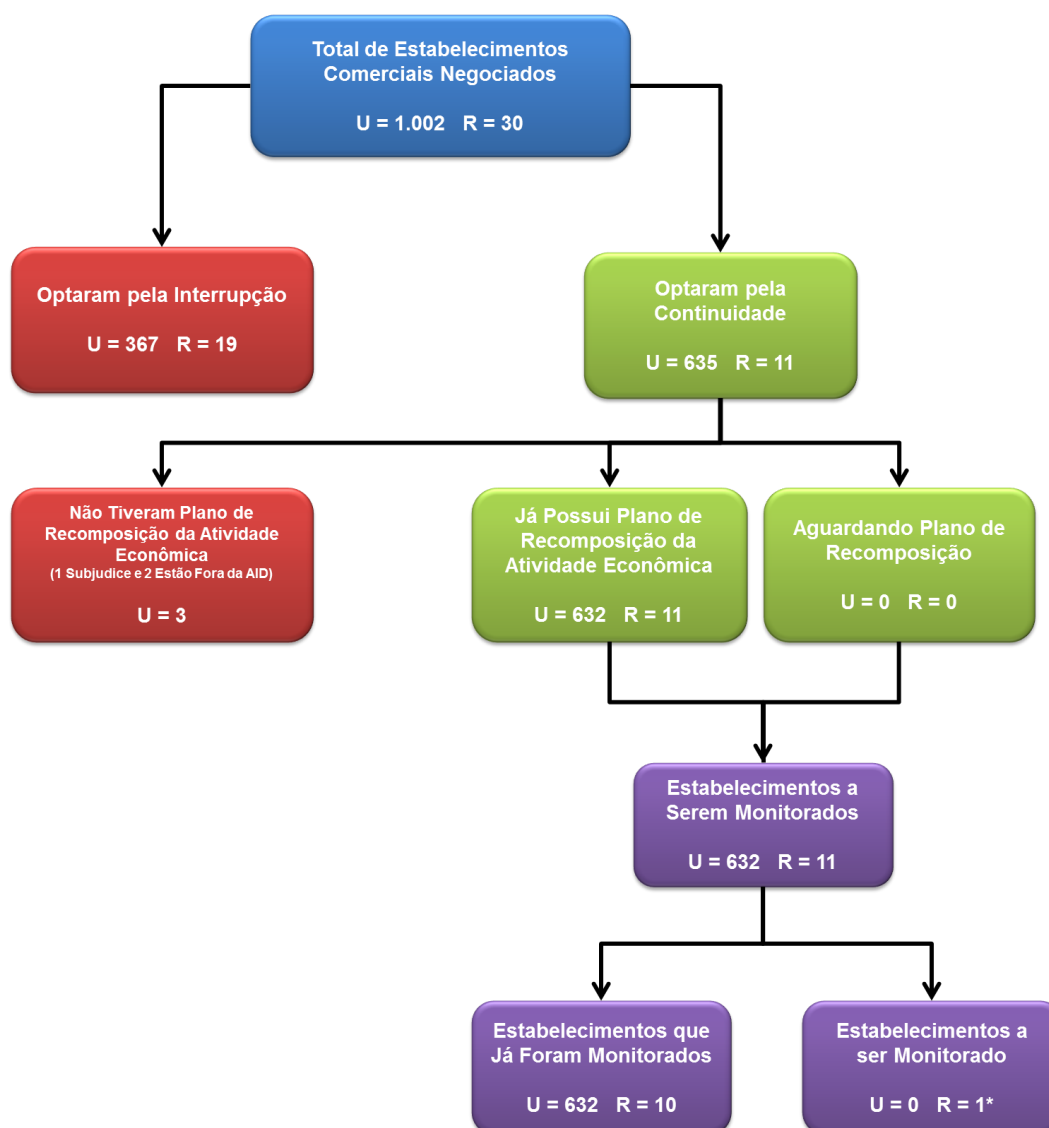 Total de Estabelecimentos
Comerciais Negociados
U = 1.002 R = 30
Optaram pela Interrupção
U = 367 R = 19
Optaram pela
Continuidade
U = 635 R = 11
Não Tiveram Plano de
Recomposição da Atividade
Econômica
(1 Subjudice e 2 Estão Fora da AID)
U = 3
Já Possui Plano de
Recomposição da
Atividade Econômica
U = 632 R = 11
Aguardando Plano de
Recomposição
U = 0 R = 0
Estabelecimentos a
Serem Monitorados
U = 632 R = 11
Estabelecimentos que
Já Foram Monitorados
U = 632 R = 10
Estabelecimentos a
ser Monitorado
U = 0 R = 1*